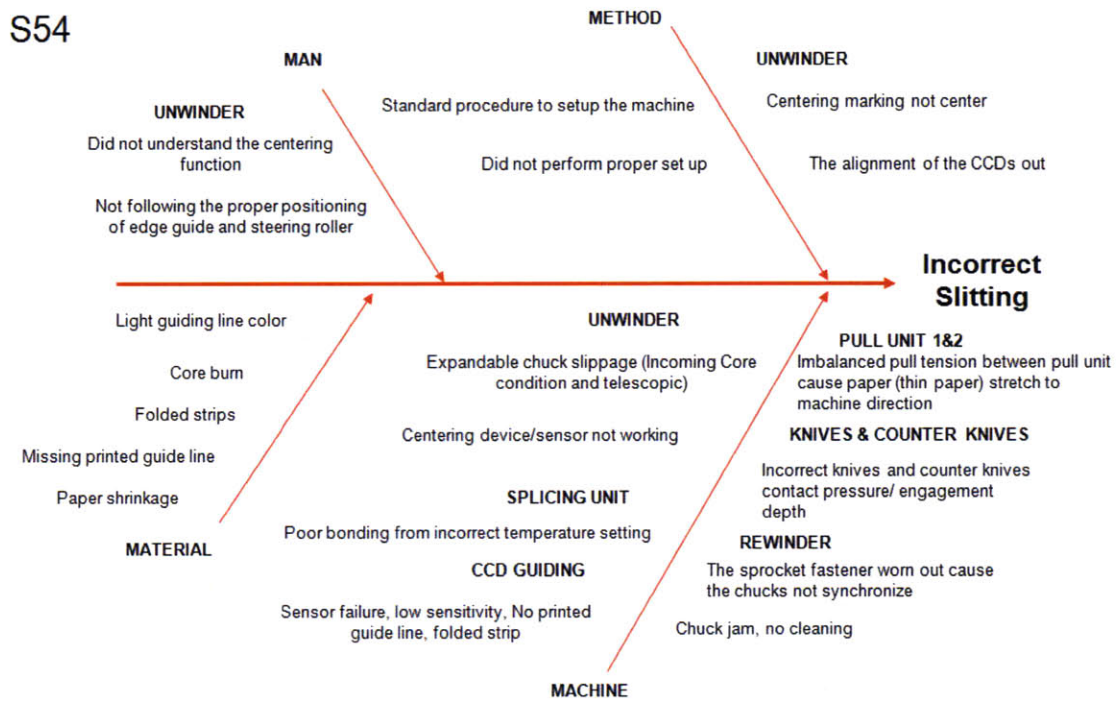 S54
METHOD
MAN
UNWINDER
UNWINDER
Standard procedure to setup the machine
Centering marking not center
Did not understand the centering
function
Did not perform proper set up
The alignment of the CCDs out
Not following the proper positioning
of edge guide and steering roller
Incorrect
Slitting
Light guiding line color
Core burn
Folded strips
Missing printed guide line
Paper shrinkage
MATERIAL
UNWINDER
Expandable chuck slippage (Incoming Core
condition and telescopic)
Centering device/sensor not working
SPLICING UNIT
Poor bonding from incorrect temperature setting
CCD GUIDING
Sensor failure, low sensitivity, No printed
guide line, folded strip
PULL UNIT 1&2
Imbalanced pull tension between pull unit
cause paper (thin paper) stretch to
machine direction
KNIVES & COUNTER KNIVES
Incorrect knives and counter knives
contact pressure/ engagement
depth
REWINDER
The sprocket fastener worn out cause
the chucks not synchronize
Chuck jam, no cleaning
MACHINE